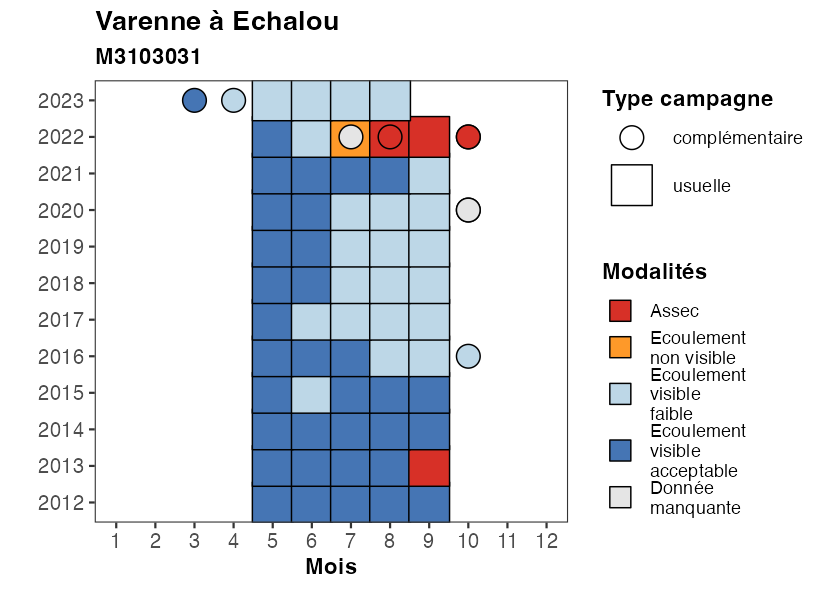 Varenne à Echalou
M3103031
2023
2022
2021
2020
2019
2018
2017
2016
2015
2014
2013
2012
1 2 3 4 5 6 7 8 9 10 11 12
Mois
Type campagne
complémentaire
usuelle
Modalités
Assec
Ecoulement
non visible
Ecoulement
visible
faible
Ecoulement
visible
acceptable
Donnée
manquante